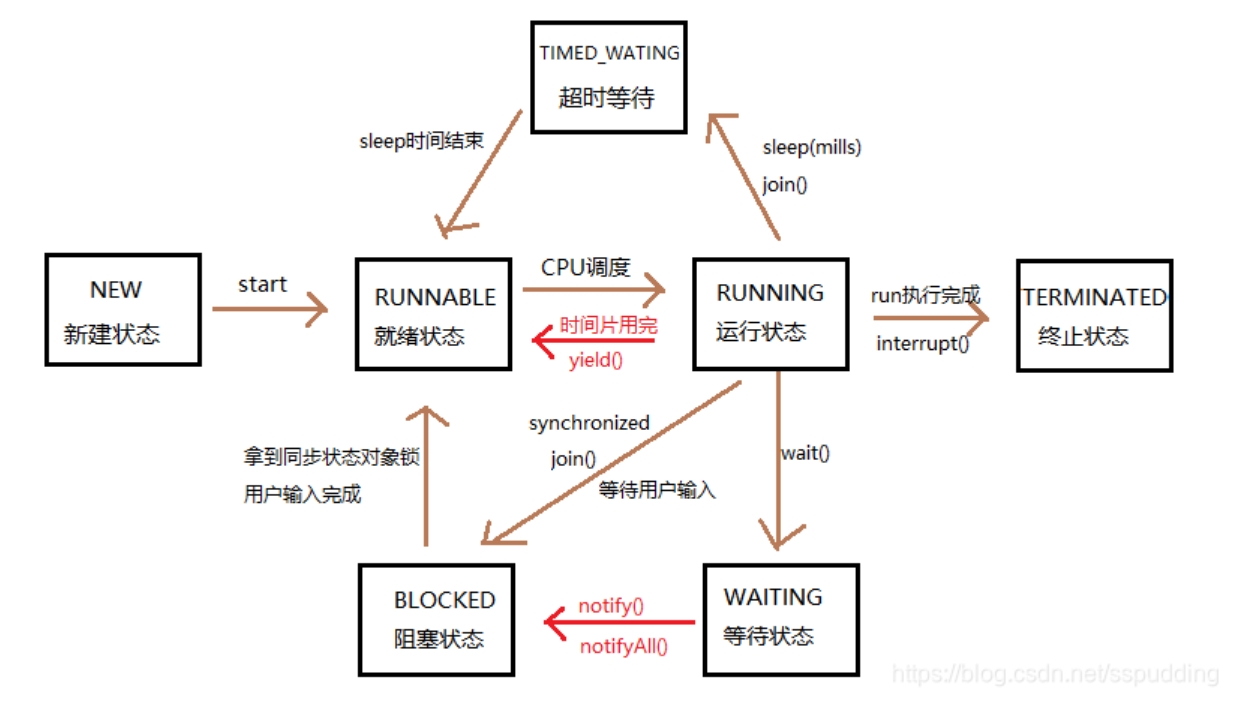 TIMED_WATING
超时等待
sleep时间结束
sleep(mills)
join()
NEW
新建状态
start
RUNNABLE
就绪状态
CPU调度
时间片用完
yield()
RUNNING
运行状态
run执行完成
interrupt()
TERMINATED
终止状态
拿到同步状态对象锁
用户输入完成
synchronized
join()
等待用户输入
wait()
BLOCKED
阻塞状态
notify()
notifyAll()
WAITING
等待状态
https://blog.csdn.net/sspudding